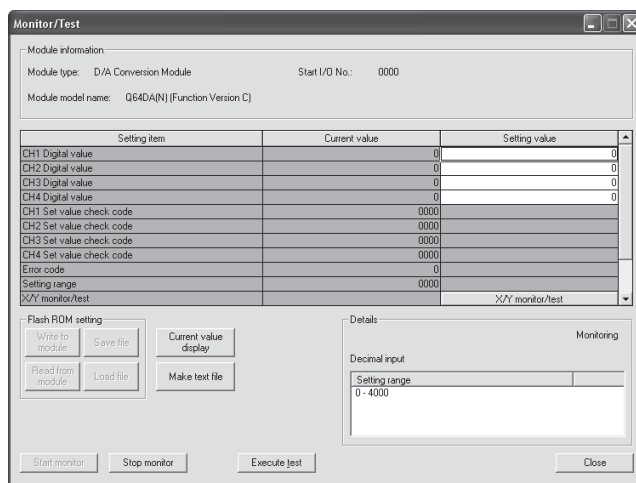 Monitor/Test
Module information
Module type: D/A Conversion Module Start I/O No.: 0000
Module model name: Q64DA(N) (Function Version C)
Setting item Current value Setting value
CH1 Digital value 0 0
CH2 Digital value 0 0
CH3 Digital value 0 0
CH4 Digital value 0 0
CH1 Set value check code 0000
CH2 Set value check code 0000
CH3 Set value check code 0000
CH4 Set value check code 0000
Error code 0
Setting range 0000
X/Y monitor/test X/Y monitor/test
Flash ROM setting
Write to module
Save file
Read from module
Load file
Current value display
Make text file
Details
Monitoring
Decimal input
Setting range
0 - 4000
Start monitor Stop monitor Execute test Close